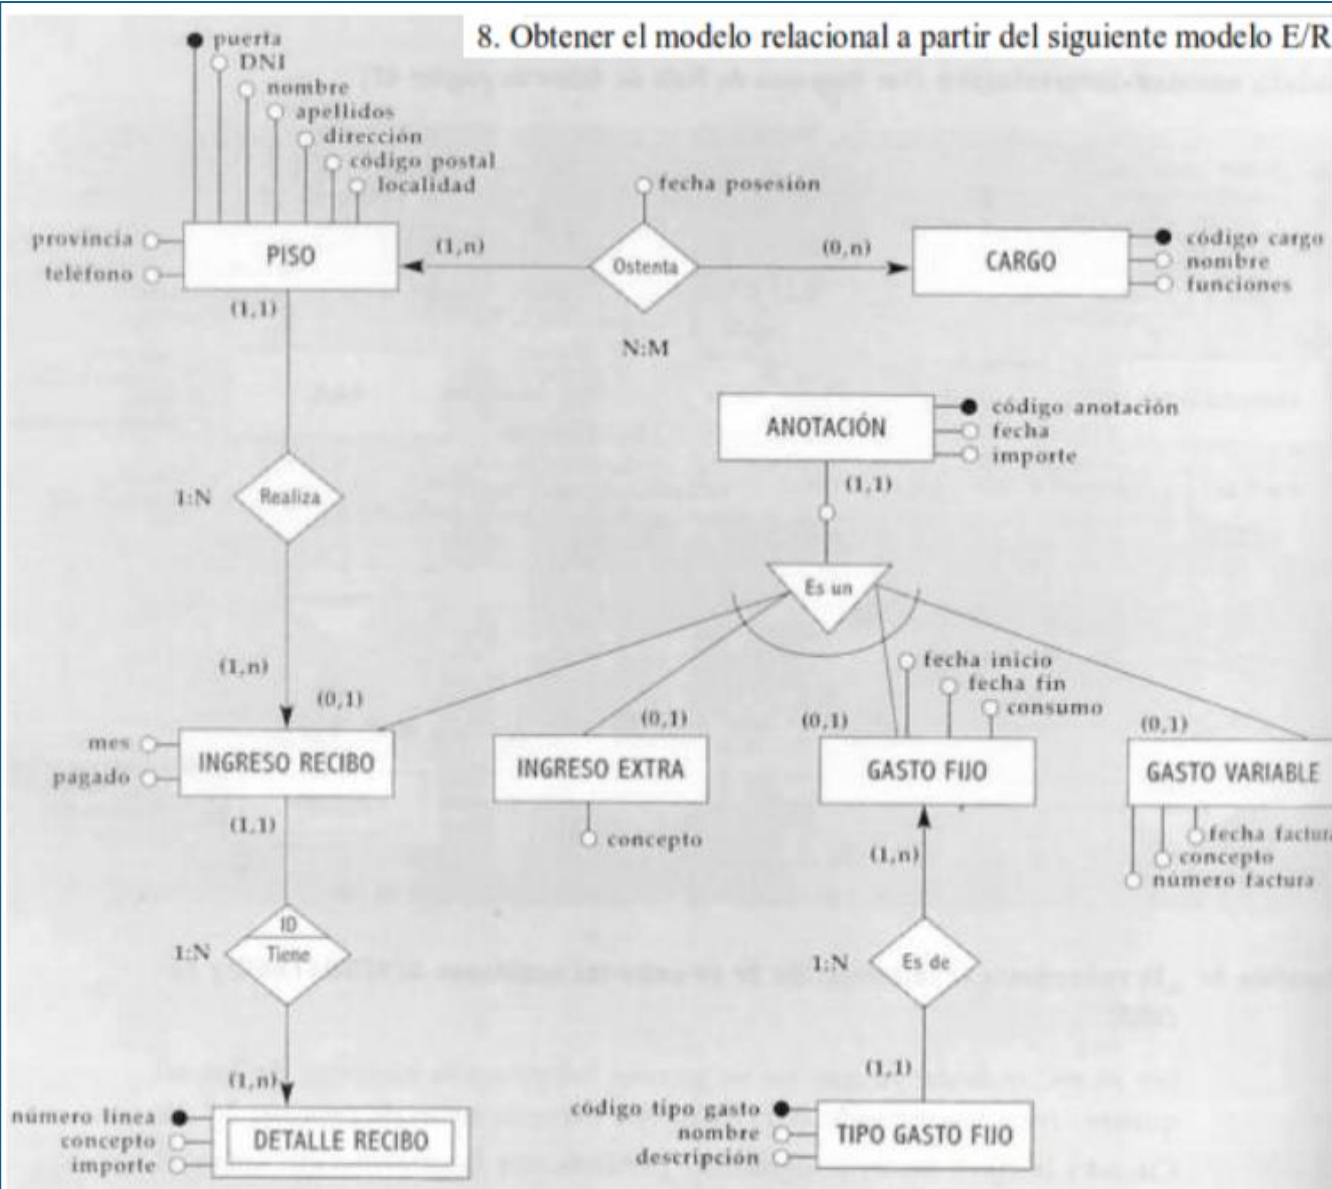 8. Obtener el modelo relacional a partir del siguiente modelo E/R
puerta
DNI
nombre
apellidos
dirección
código postal
localidad
provincia
teléfono
PISO
(1,n)
fecha posesión
Ostenta
N:M
(0,n)
CARGO
código cargo
nombre
funciones
(1,1)
1:N
Realiza
(1,n)
ANOTACIÓN
código anotación
fecha
importe
(1,1)
Es un
(0,1)
mes
pagado
INGRESO RECIBO
(0,1)
INGRESO EXTRA
concepto
(0,1)
fecha inicio
fecha fin
consumo
GASTO FIJO
(0,1)
GASTO VARIABLE
fecha factura
concepto
número factura
(1,1)
1:N
ID
Tiene
(1,n)
número línea
concepto
importe
DETALLE RECIBO
(1,n)
1:N
Es de
(1,1)
código tipo gasto
nombre
descripción
TIPO GASTO FIJO